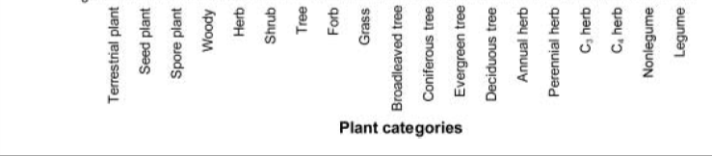 Terrestrial plant
Seed plant
Spore plant
Woody
Herb
Shrub
Tree
Forb
Grass
Broadleaved tree
Coniferous tree
Evergreen tree
Deciduous tree
Annual herb
Perennial herb
C₃ herb
C₄ herb
Nonlegume
Legume
Plant categories